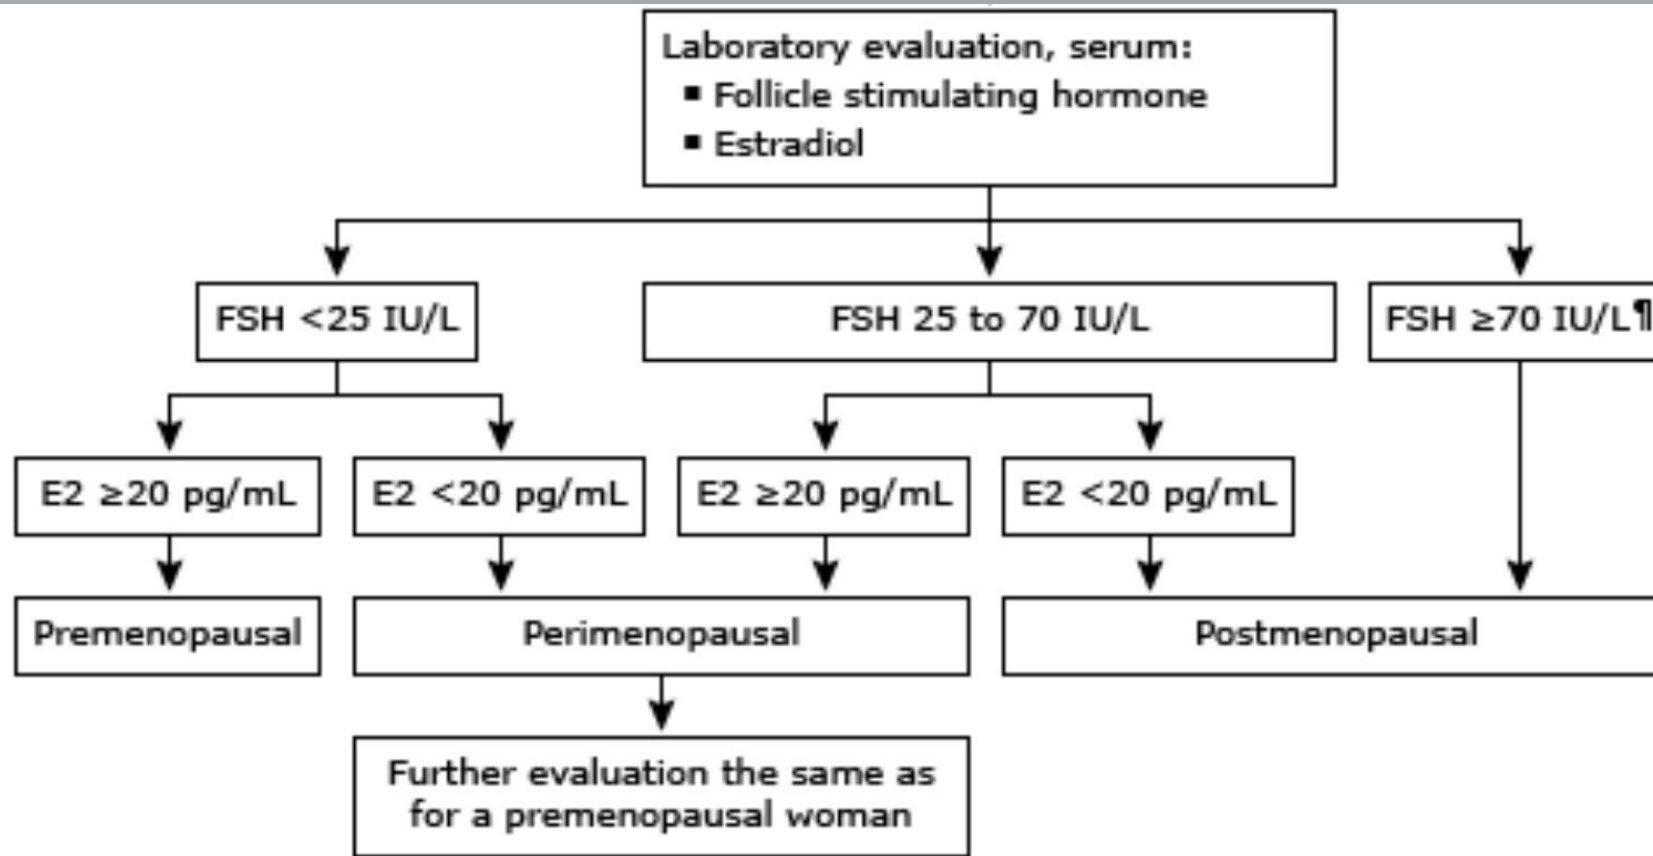 Laboratory evaluation, serum:
▪ Follicle stimulating hormone
▪ Estradiol
FSH <25 IU/L
FSH 25 to 70 IU/L
FSH ≥70 IU/L¶
E2 ≥20 pg/mL
E2 <20 pg/mL
E2 ≥20 pg/mL
E2 <20 pg/mL
Premenopausal
Perimenopausal
Postmenopausal
Further evaluation the same as
for a premenopausal woman